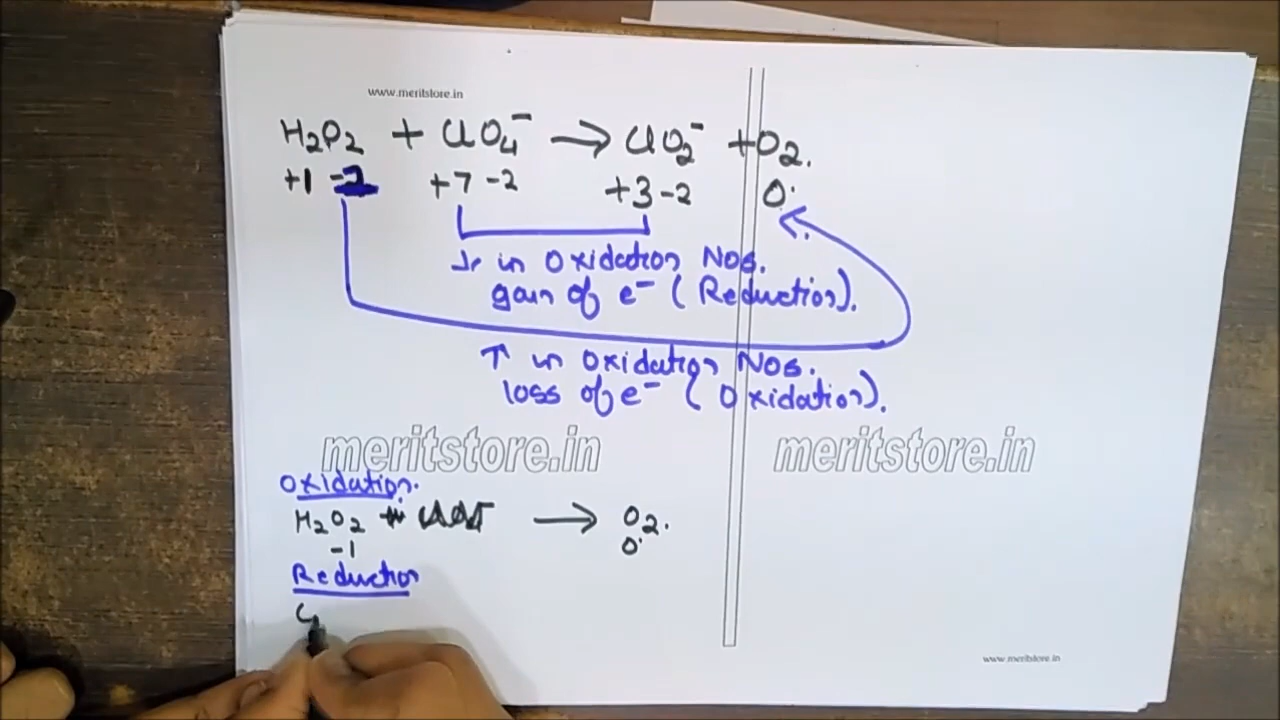 www.meritstore.in
H₂O₂ + ClO₄⁻ → ClO₂⁻ + O₂.
+1 -2 +7 -2 +3 -2 0.
↓ in Oxidation Nos.
gain of e⁻ (Reduction).
↑ in Oxidation Nos.
loss of e⁻ (Oxidation).
meritstore.in meritstore.in
Oxidation.
H₂O₂ → O₂.
-1 0.
Reduction
C
www.meritstore.in